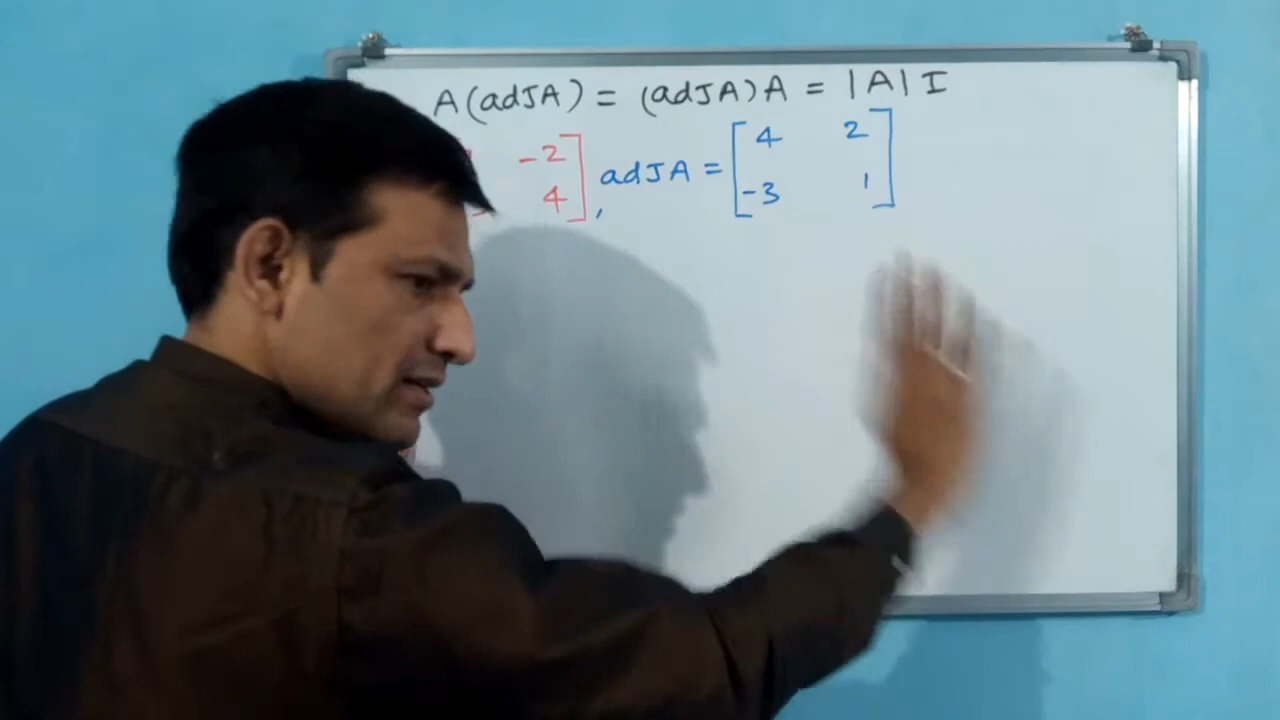 A(adJA) = (adJA)A = |A| I
-2
4 ], adJA = [ 4 2
-3 1 ]